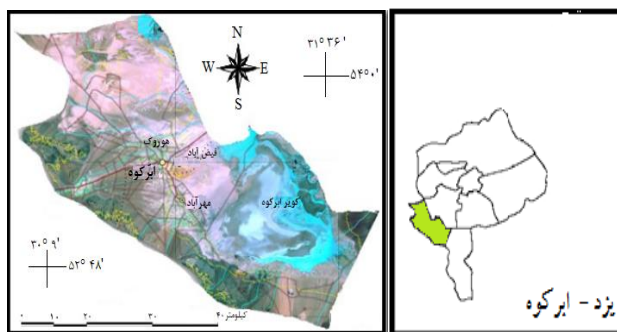 N
W E
S
۳۱° ۳۶'
۵۴° ۰'
هوروک
فیض آباد
ابرکوه
مهرآباد
کویر ابرکوه
۳۰° ۹'
۵۲° ۴۸'
۰ ۱۰ ۲۰ ۳۰ ۴۰ کیلومتر
یزد - ابرکوه